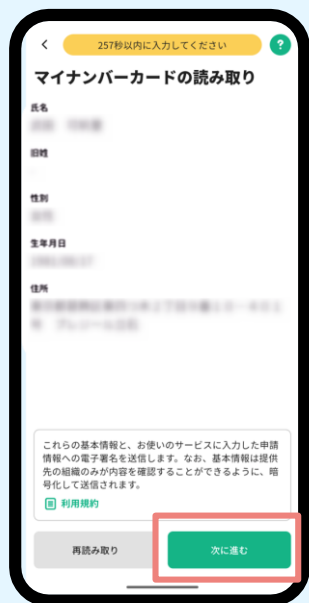 257秒以内に入力してください
?
マイナンバーカードの読み取り
氏名
旧姓
-
性別
生年月日
住所
これらの基本情報と、お使いのサービスに入力した申請
情報への電子署名を送信します。なお、基本情報は提供
先の組織のみが内容を確認することができるように、暗
号化して送信されます。
利用規約
再読み取り
次に進む